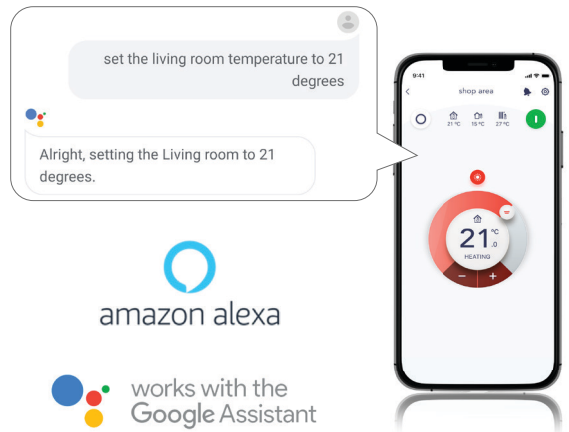 set the living room temperature to 21
degrees
Alright, setting the Living room to 21
degrees.
9:41
shop area
21 °C
15 °C
27 °C
21.0 °C
HEATING
− +
amazon alexa
works with the
Google Assistant